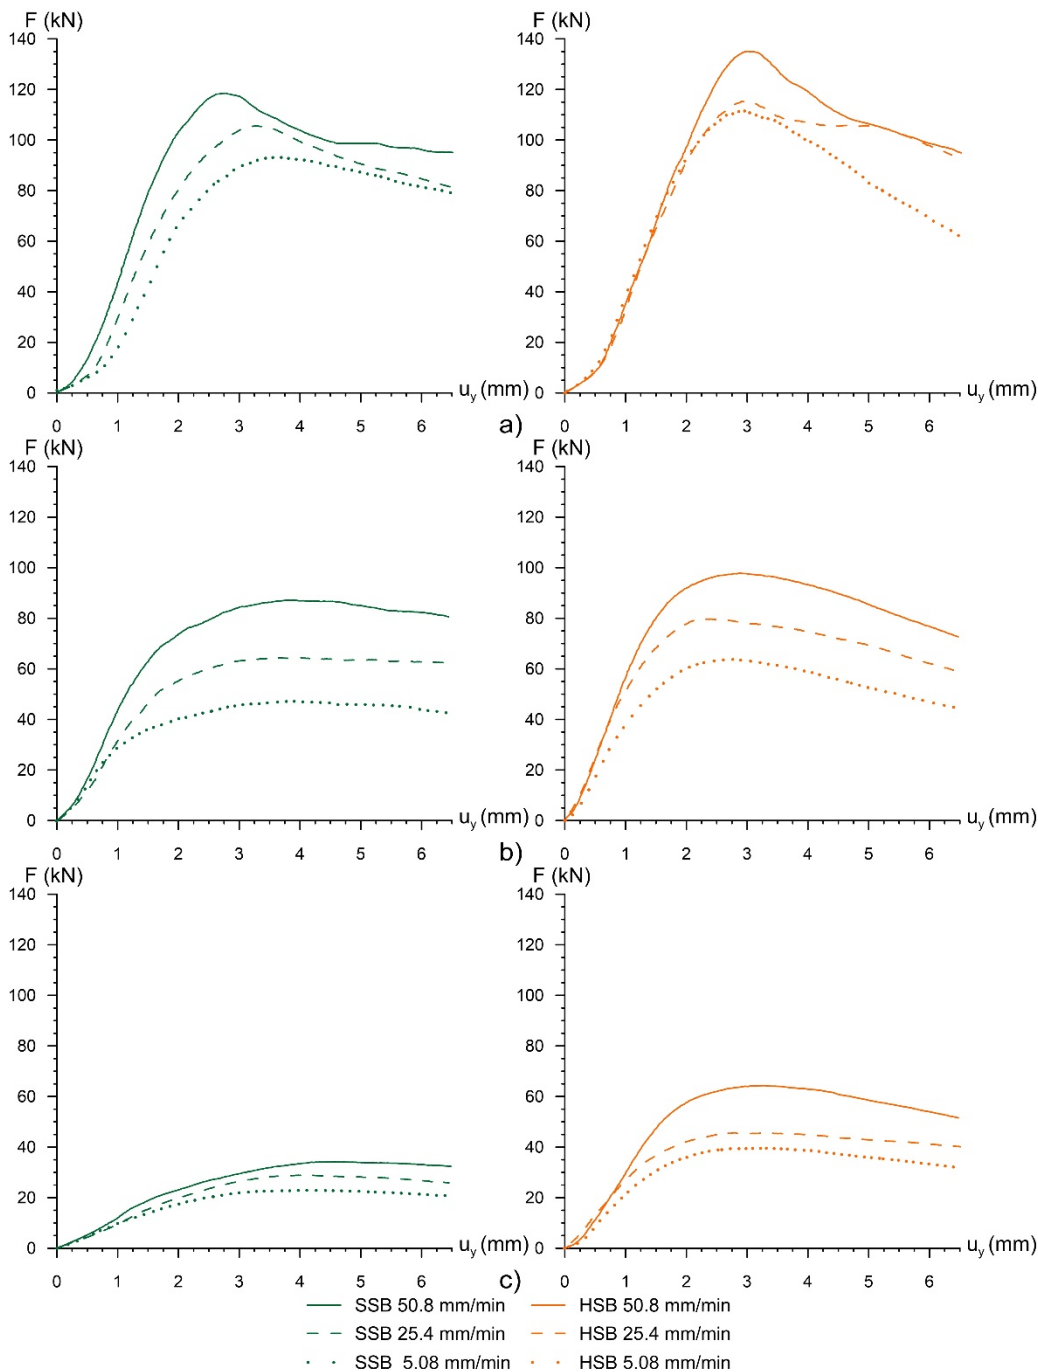 F (kN)
140
120
100
80
60
40
20
0
0 1 2 3 4 5 6
u_y (mm)
F (kN)
140
120
100
80
60
40
20
0
0 1 2 3 4 5 6
u_y (mm)
a)
F (kN)
140
120
100
80
60
40
20
0
0 1 2 3 4 5 6
u_y (mm)
F (kN)
140
120
100
80
60
40
20
0
0 1 2 3 4 5 6
u_y (mm)
b)
F (kN)
140
120
100
80
60
40
20
0
0 1 2 3 4 5 6
u_y (mm)
F (kN)
140
120
100
80
60
40
20
0
0 1 2 3 4 5 6
u_y (mm)
c)
SSB 50.8 mm/min
SSB 25.4 mm/min
SSB 5.08 mm/min
HSB 50.8 mm/min
HSB 25.4 mm/min
HSB 5.08 mm/min